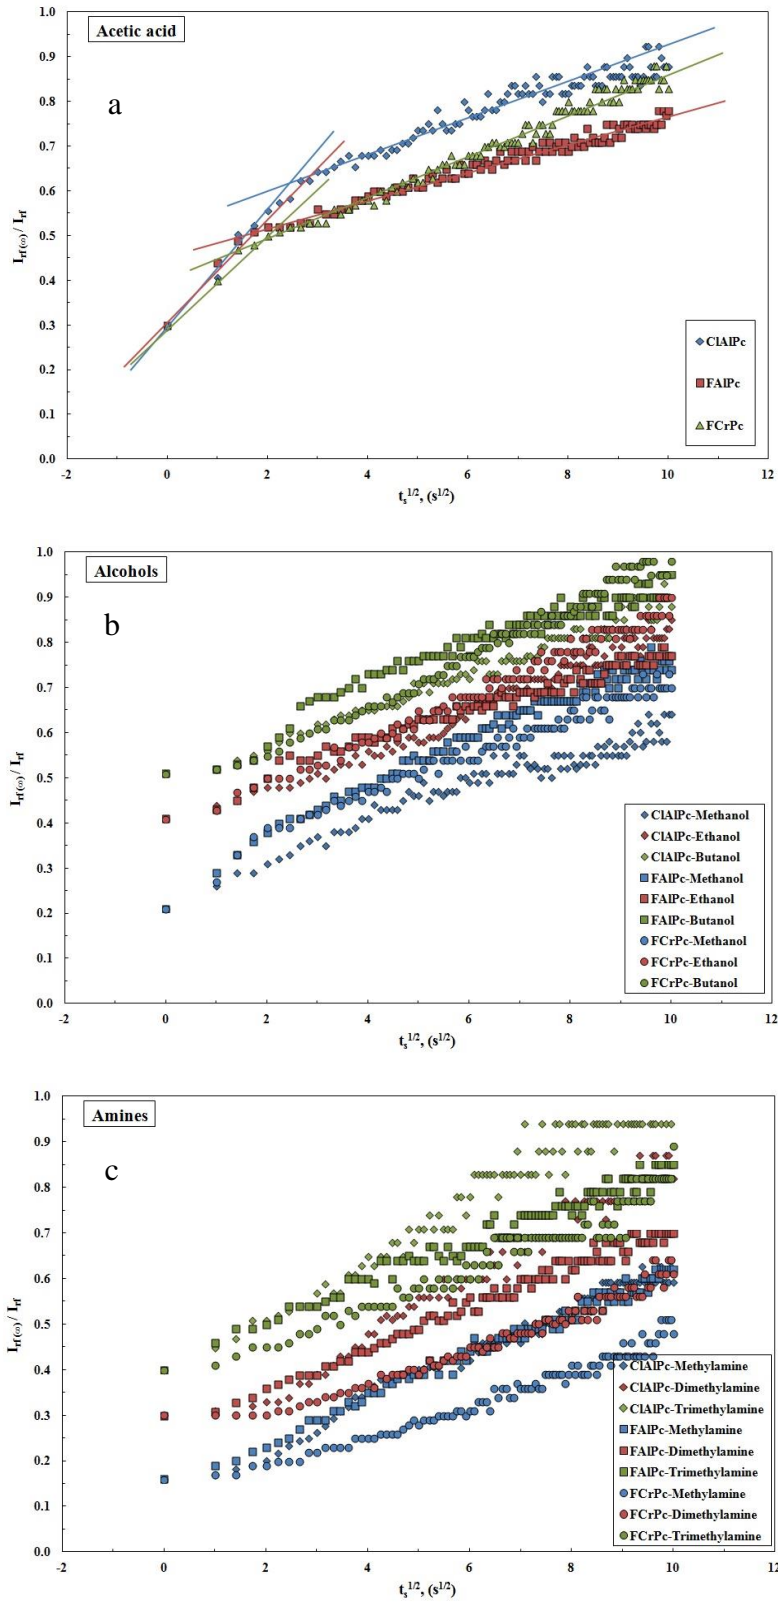 Acetic acid
a
1.0
0.9
0.8
0.7
0.6
0.5
0.4
0.3
0.2
0.1
0.0
Irf(∞) / Irf
-2 0 2 4 6 8 10 12
ts1/2, (s1/2)
ClAlPc
FAlPc
FCrPc
Alcohols
b
1.0
0.9
0.8
0.7
0.6
0.5
0.4
0.3
0.2
0.1
0.0
Irf(∞) / Irf
-2 0 2 4 6 8 10 12
ts1/2, (s1/2)
ClAlPc-Methanol
ClAlPc-Ethanol
ClAlPc-Butanol
FAlPc-Methanol
FAlPc-Ethanol
FAlPc-Butanol
FCrPc-Methanol
FCrPc-Ethanol
FCrPc-Butanol
Amines
c
1.0
0.9
0.8
0.7
0.6
0.5
0.4
0.3
0.2
0.1
0.0
Irf(∞) / Irf
-2 0 2 4 6 8 10 12
ts1/2, (s1/2)
ClAlPc-Methylamine
ClAlPc-Dimethylamine
ClAlPc-Trimethylamine
FAlPc-Methylamine
FAlPc-Dimethylamine
FAlPc-Trimethylamine
FCrPc-Methylamine
FCrPc-Dimethylamine
FCrPc-Trimethylamine